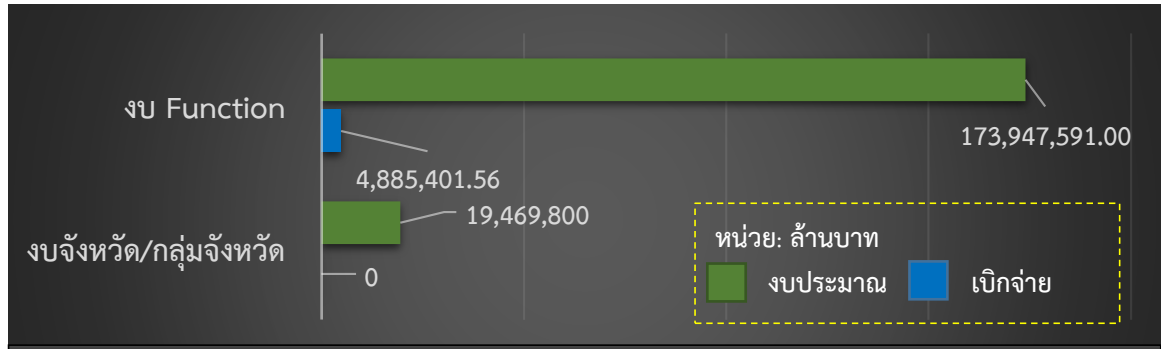 งบ Function
173,947,591.00
4,885,401.56
งบจังหวัด/กลุ่มจังหวัด
19,469,800
0
หน่วย: ล้านบาท
งบประมาณ
เบิกจ่าย